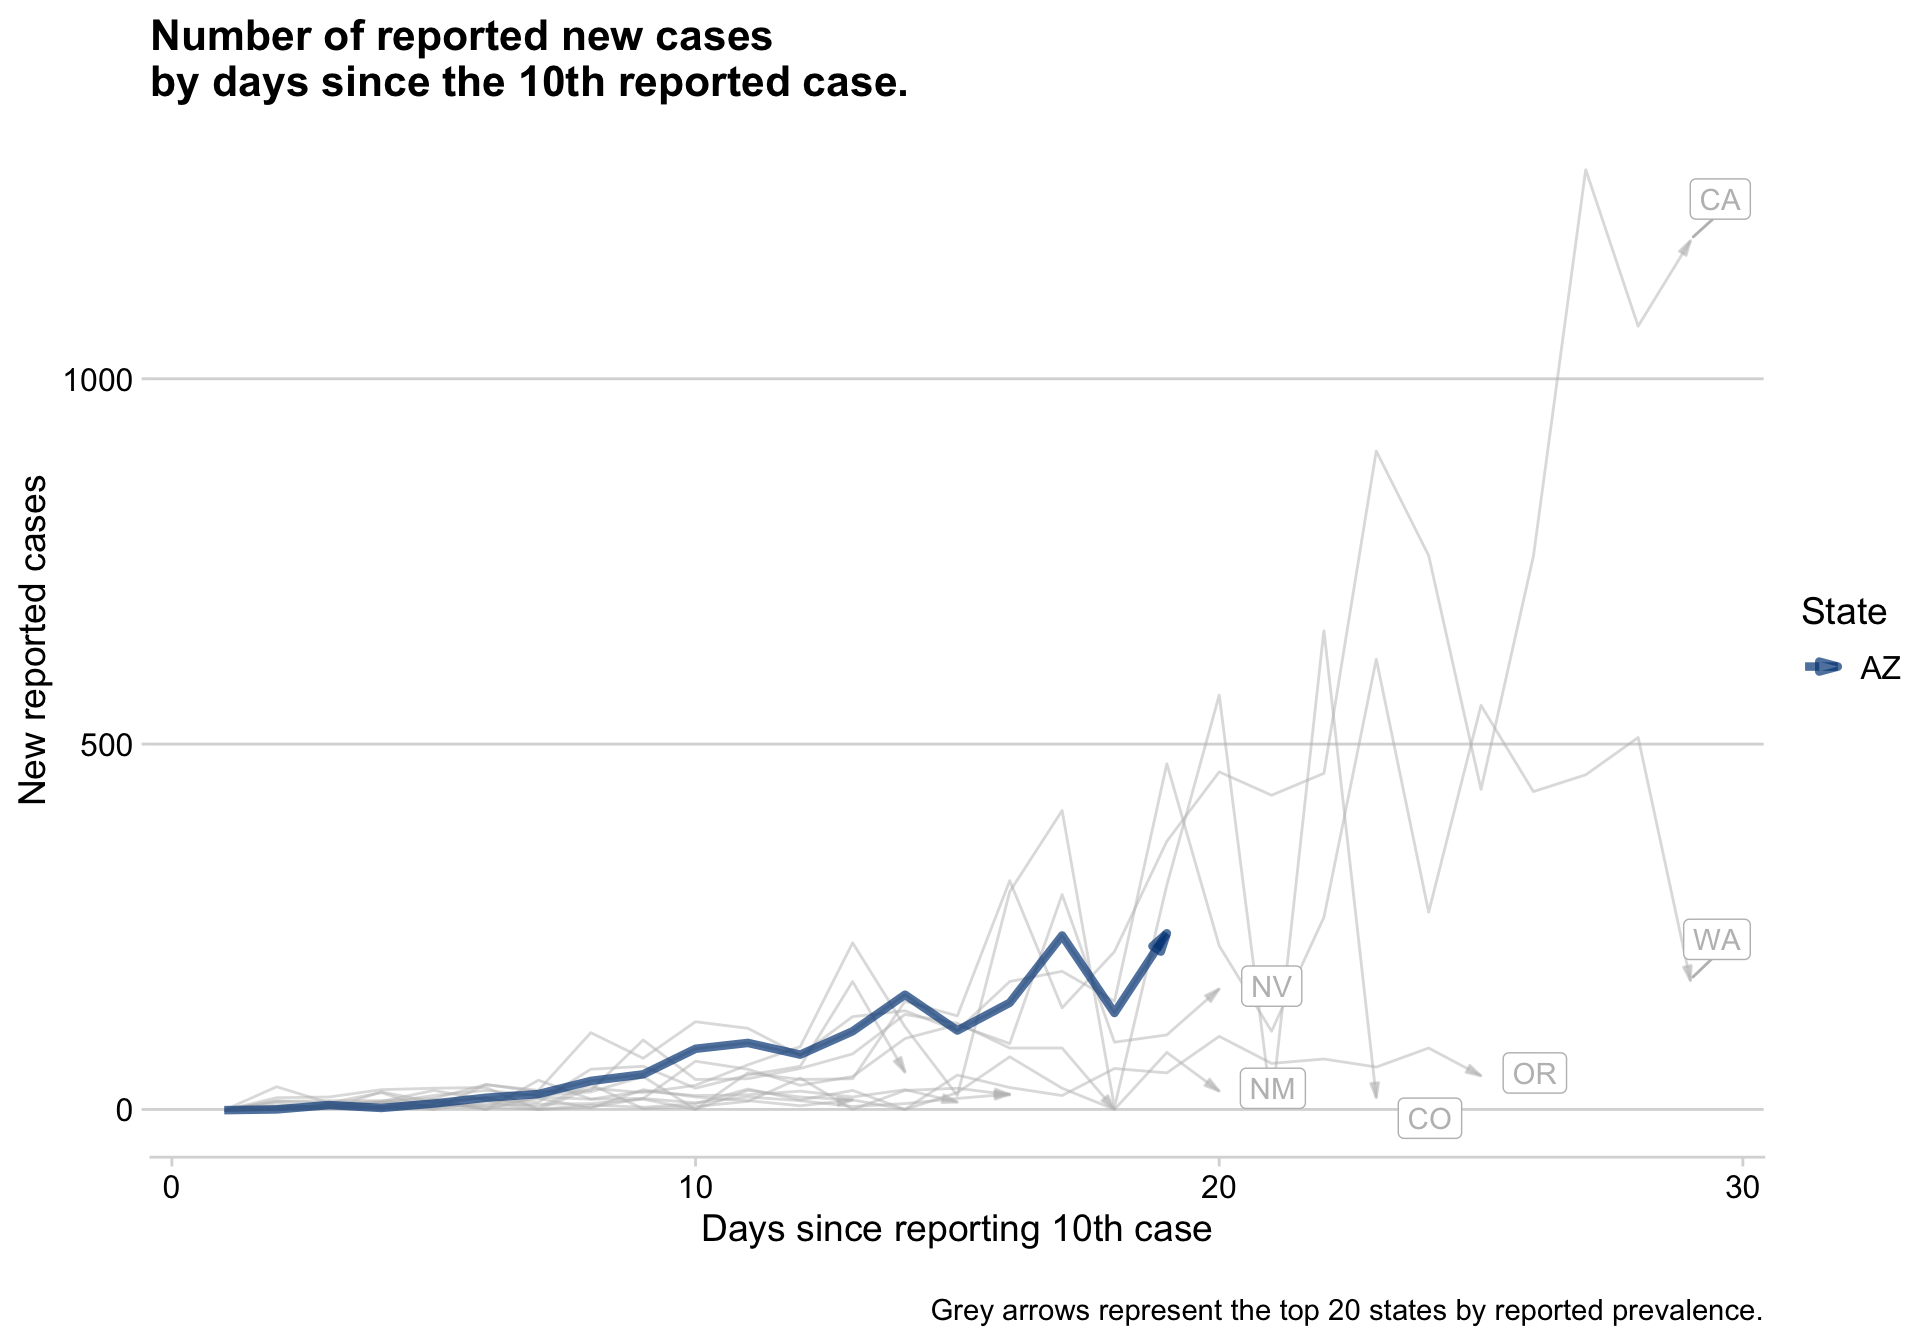 Number of reported new cases
by days since the 10th reported case.
CA
1000
New reported cases
State
AZ
500
WA
NV
OR
NM
CO
0
0 10 20 30
Days since reporting 10th case
Grey arrows represent the top 20 states by reported prevalence.